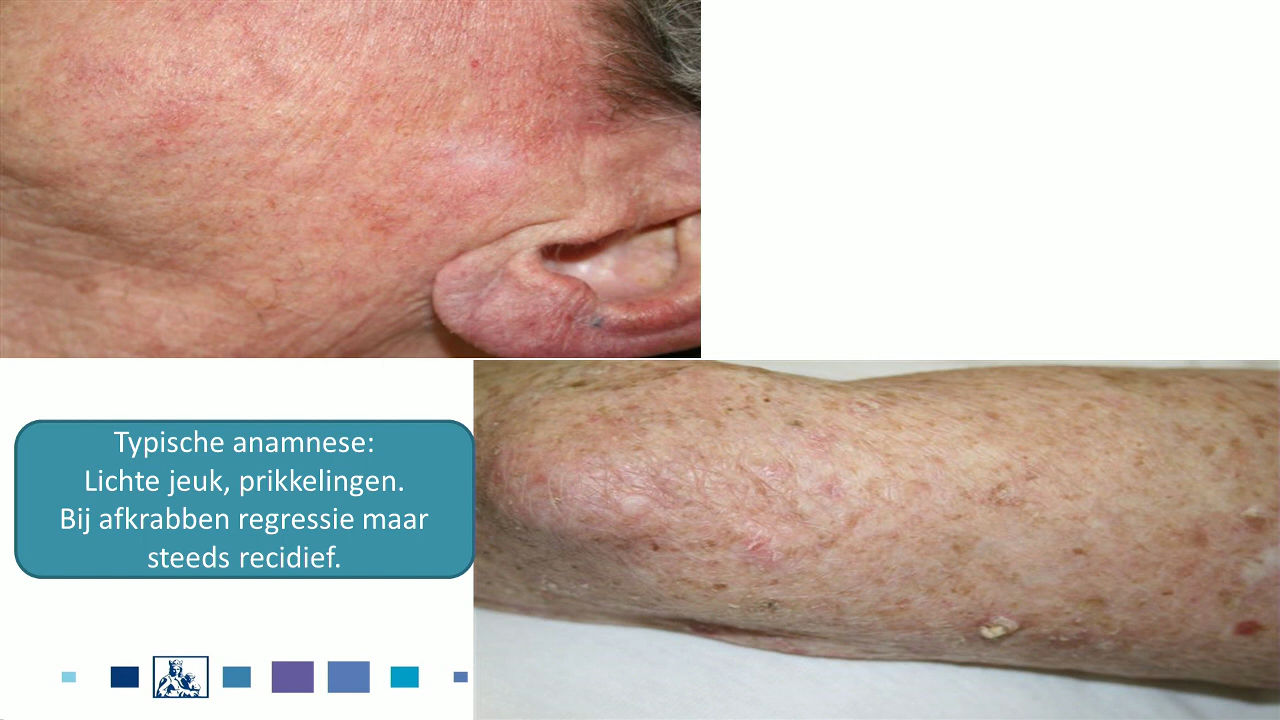 Typische anamnese:
Lichte jeuk, prikkelingen.
Bij afkrabben regressie maar
steeds recidief.